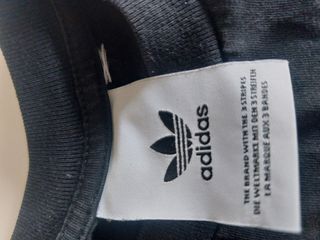 adidas
THE BRAND WITH THE 3 STRIPES
DIE WELTMARKE MIT DEN 3 STREIFEN
LA MARQUE AUX 3 BANDES